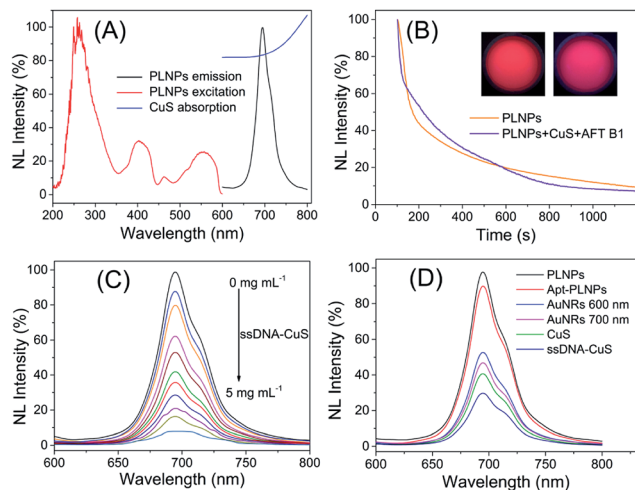 (A)
PLNPs emission
PLNPs excitation
CuS absorption
NL Intensity (%)
100
80
60
40
20
0
200 300 400 500 600 700 800
Wavelength (nm)
(B)
PLNPs
PLNPs+CuS+AFT B1
NL Intensity (%)
100
80
60
40
20
0
0 200 400 600 800 1000
Time (s)
(C)
0 mg mL⁻¹
ssDNA-CuS
5 mg mL⁻¹
NL Intensity (%)
100
80
60
40
20
0
600 650 700 750 800
Wavelength (nm)
(D)
PLNPs
Apt-PLNPs
AuNRs 600 nm
AuNRs 700 nm
CuS
ssDNA-CuS
NL Intensity (%)
100
80
60
40
20
0
600 650 700 750 800
Wavelength (nm)